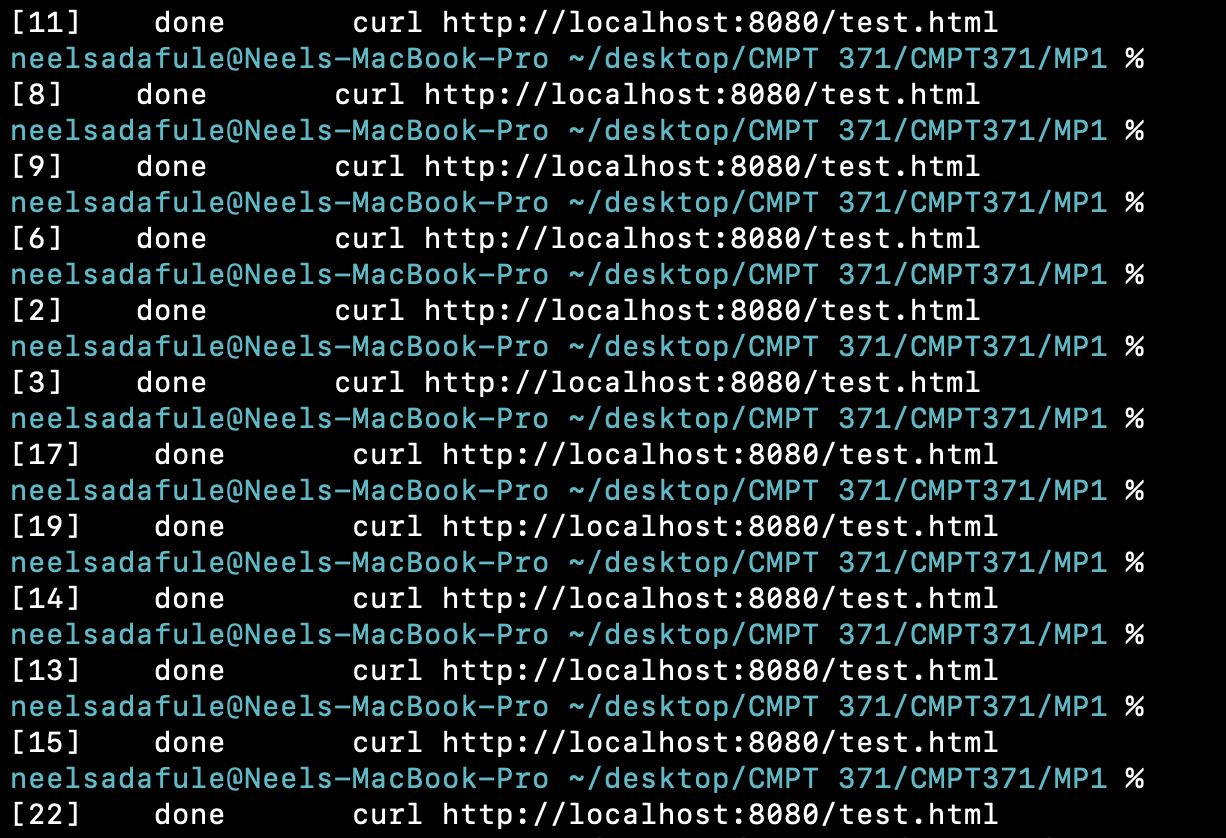 [11]    done       curl http://localhost:8080/test.html
neelsadafule@Neels-MacBook-Pro ~/desktop/CMPT 371/CMPT371/MP1 %
[8]    done       curl http://localhost:8080/test.html
neelsadafule@Neels-MacBook-Pro ~/desktop/CMPT 371/CMPT371/MP1 %
[9]    done       curl http://localhost:8080/test.html
neelsadafule@Neels-MacBook-Pro ~/desktop/CMPT 371/CMPT371/MP1 %
[6]    done       curl http://localhost:8080/test.html
neelsadafule@Neels-MacBook-Pro ~/desktop/CMPT 371/CMPT371/MP1 %
[2]    done       curl http://localhost:8080/test.html
neelsadafule@Neels-MacBook-Pro ~/desktop/CMPT 371/CMPT371/MP1 %
[3]    done       curl http://localhost:8080/test.html
neelsadafule@Neels-MacBook-Pro ~/desktop/CMPT 371/CMPT371/MP1 %
[17]    done       curl http://localhost:8080/test.html
neelsadafule@Neels-MacBook-Pro ~/desktop/CMPT 371/CMPT371/MP1 %
[19]    done       curl http://localhost:8080/test.html
neelsadafule@Neels-MacBook-Pro ~/desktop/CMPT 371/CMPT371/MP1 %
[14]    done       curl http://localhost:8080/test.html
neelsadafule@Neels-MacBook-Pro ~/desktop/CMPT 371/CMPT371/MP1 %
[13]    done       curl http://localhost:8080/test.html
neelsadafule@Neels-MacBook-Pro ~/desktop/CMPT 371/CMPT371/MP1 %
[15]    done       curl http://localhost:8080/test.html
neelsadafule@Neels-MacBook-Pro ~/desktop/CMPT 371/CMPT371/MP1 %
[22]    done       curl http://localhost:8080/test.html